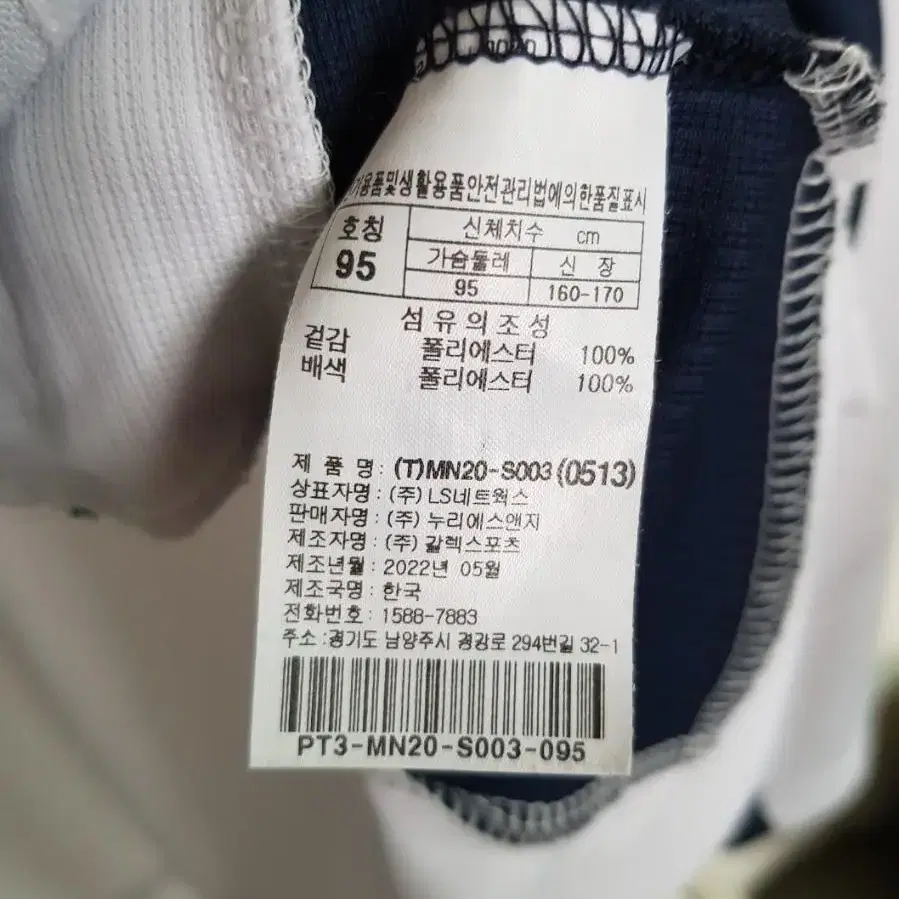 기용품및생활용품안전관리법에의한품질표시
호칭 신체치수 cm
95 가슴둘레 신 장
95 160-170
섬유의조성
겉감 폴리에스터 100%
배색 폴리에스터 100%
제 품 명 : (T)MN20-S003(0513)
상표자명 : (주) LS네트웍스
판매자명 : (주) 누리에스앤지
제조자명 : (주) 갈렉스포츠
제조년월 : 2022년 05월
제조국명 : 한국
전화번호 : 1588-7883
주소 : 경기도 남양주시 경강로 294번길 32-1
PT3-MN20-S003-095